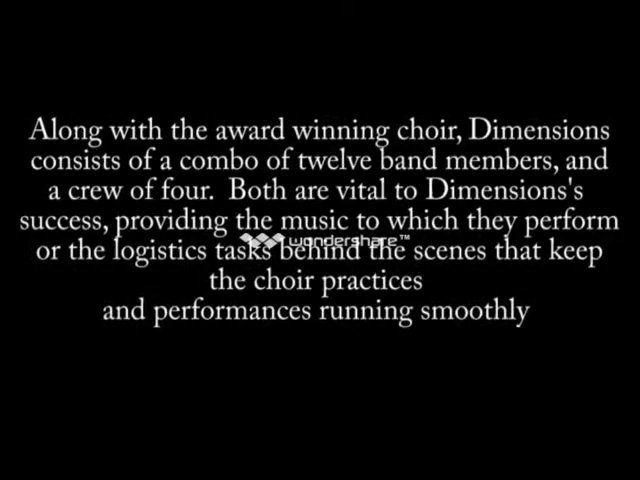 Along with the award winning choir, Dimensions
consists of a combo of twelve band members, and
a crew of four.  Both are vital to Dimensions's
success, providing the music to which they perform
wondershare™
or the logistics tasks behind the scenes that keep
the choir practices
and performances running smoothly